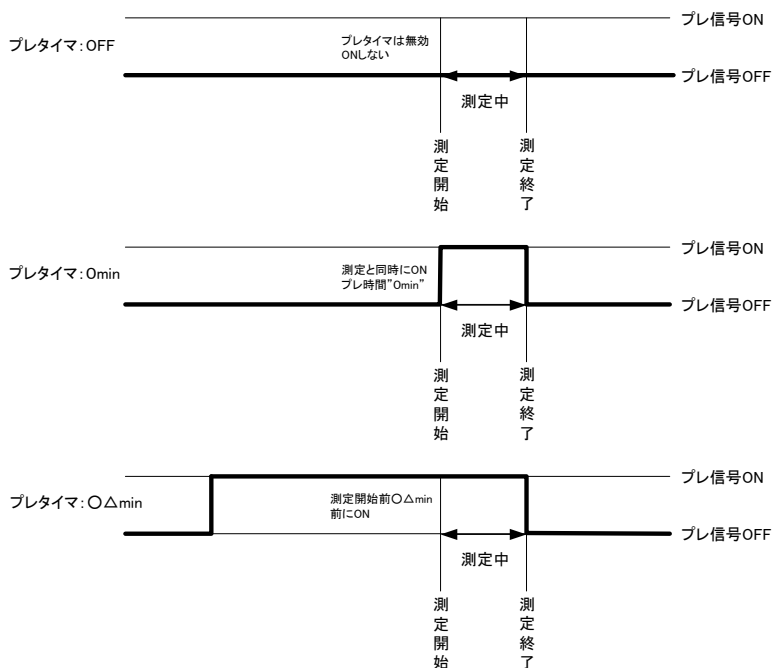 プレ信号ON
プレタイマ：OFF
プレタイマは無効
ONしない
プレ信号OFF
測定中
測定開始
測定終了
プレ信号ON
プレタイマ：0min
測定と同時にON
プレ時間"0min"
プレ信号OFF
測定中
測定開始
測定終了
プレ信号ON
プレタイマ：○△min
測定開始前○△min
前にON
プレ信号OFF
測定中
測定開始
測定終了